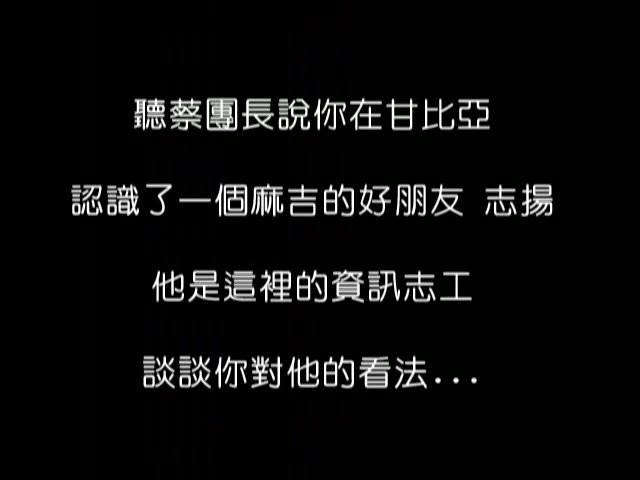 聽蔡團長說你在甘比亞
認識了一個麻吉的好朋友 志揚
他是這裡的資訊志工
談談你對他的看法...